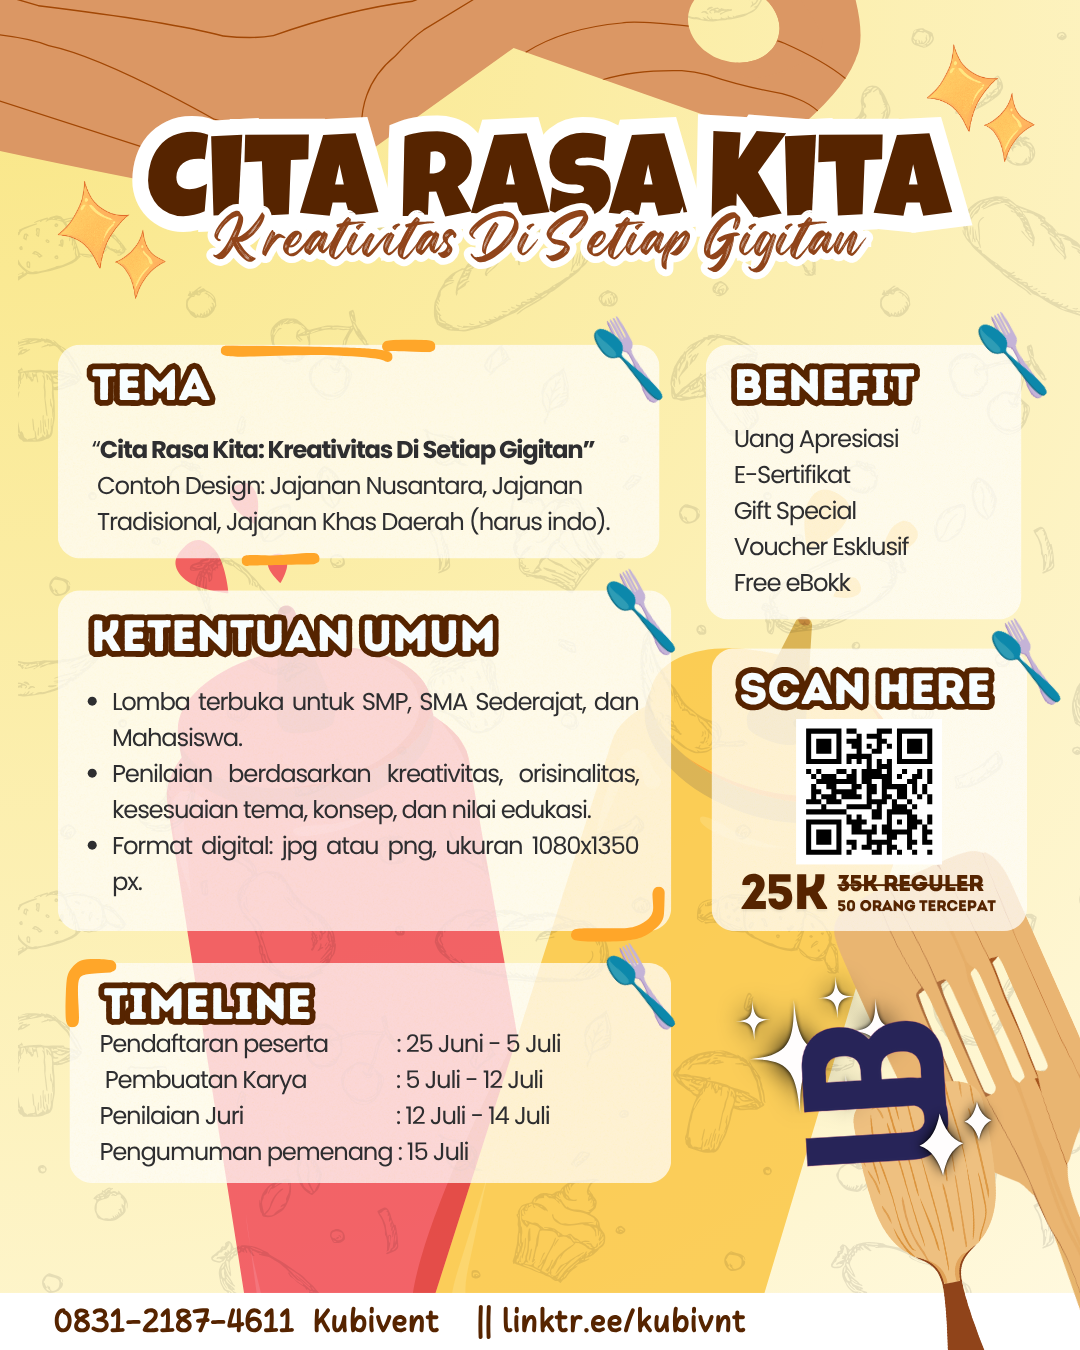 CITA RASA KITA
Kreativitas Di Setiap Gigitan
TEMA
“Cita Rasa Kita: Kreativitas Di Setiap Gigitan”
Contoh Design: Jajanan Nusantara, Jajanan
Tradisional, Jajanan Khas Daerah (harus indo).
BENEFIT
Uang Apresiasi
E-Sertifikat
Gift Special
Voucher Esklusif
Free eBokk
KETENTUAN UMUM
• Lomba terbuka untuk SMP, SMA Sederajat, dan
Mahasiswa.
• Penilaian berdasarkan kreativitas, orisinalitas,
kesesuaian tema, konsep, dan nilai edukasi.
• Format digital: jpg atau png, ukuran 1080x1350
px.
SCAN HERE
25K
35K REGULER
50 ORANG TERCEPAT
TIMELINE
Pendaftaran peserta : 25 Juni - 5 Juli
Pembuatan Karya : 5 Juli - 12 Juli
Penilaian Juri : 12 Juli - 14 Juli
Pengumuman pemenang : 15 Juli
UB
0831-2187-4611 Kubivent || linktr.ee/kubivnt